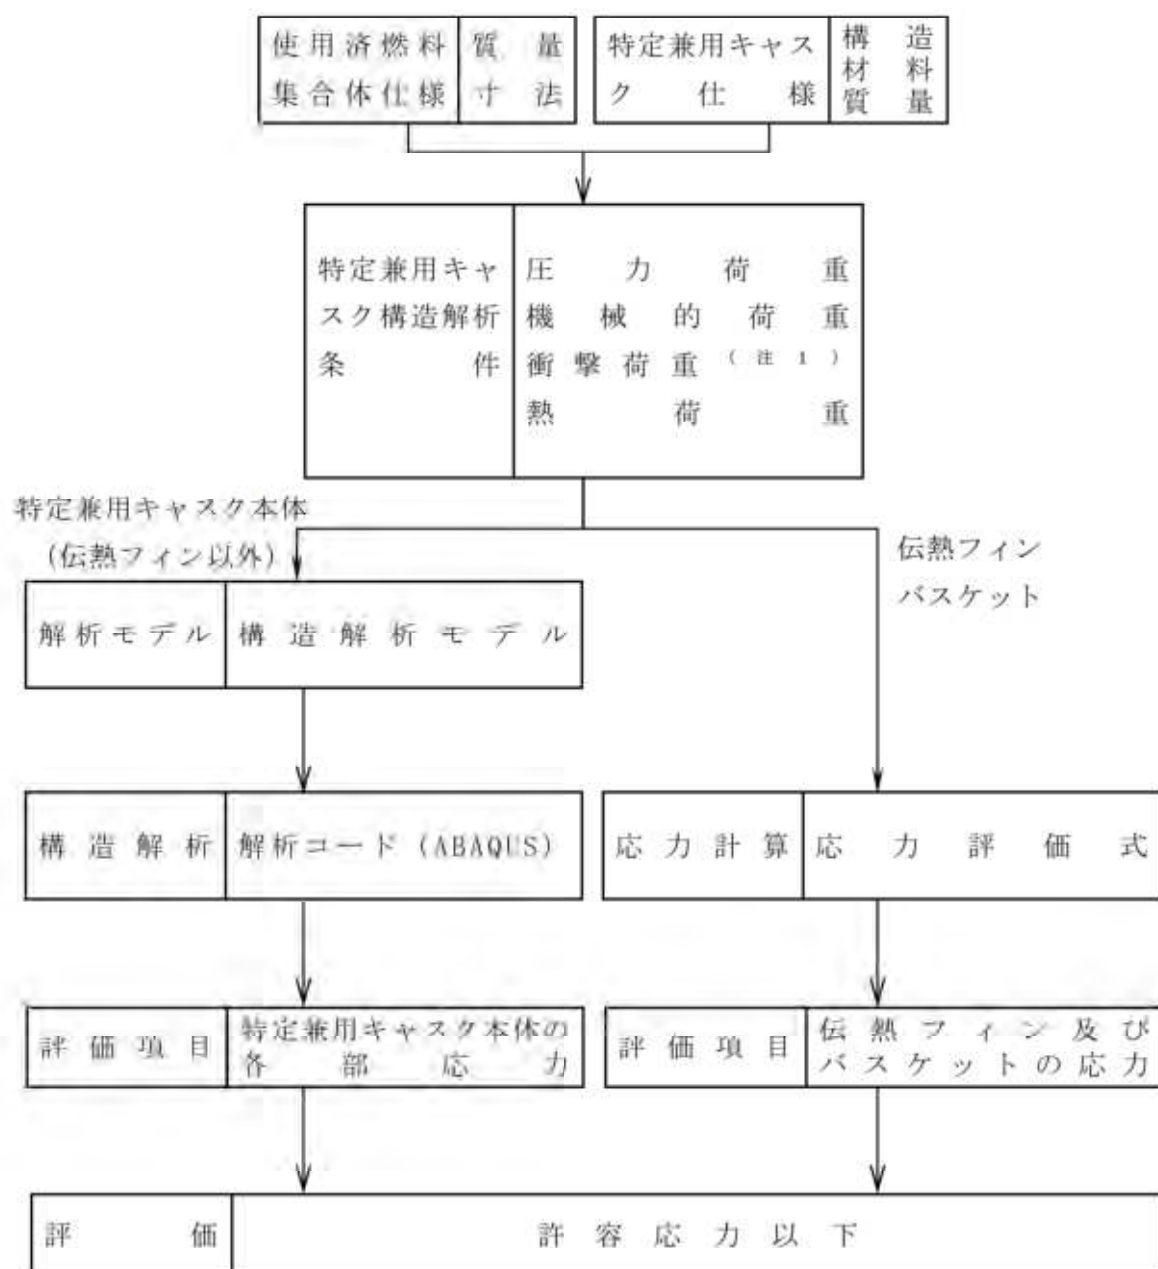 使用済燃料
集合体仕様
質量
寸法
特定兼用キャス
ク仕様
構造
材料
質量
特定兼用キャ
スク構造解析
条件
圧力荷重
機械的荷重
衝撃荷重(注1)
熱荷重
特定兼用キャスク本体
(伝熱フィン以外)
伝熱フィン
バスケット
解析モデル
構造解析モデル
構造解析
解析コード(ABAQUS)
応力計算
応力評価式
評価項目
特定兼用キャスク本体の
各部応力
評価項目
伝熱フィン及び
バスケットの応力
評価
許容応力以下